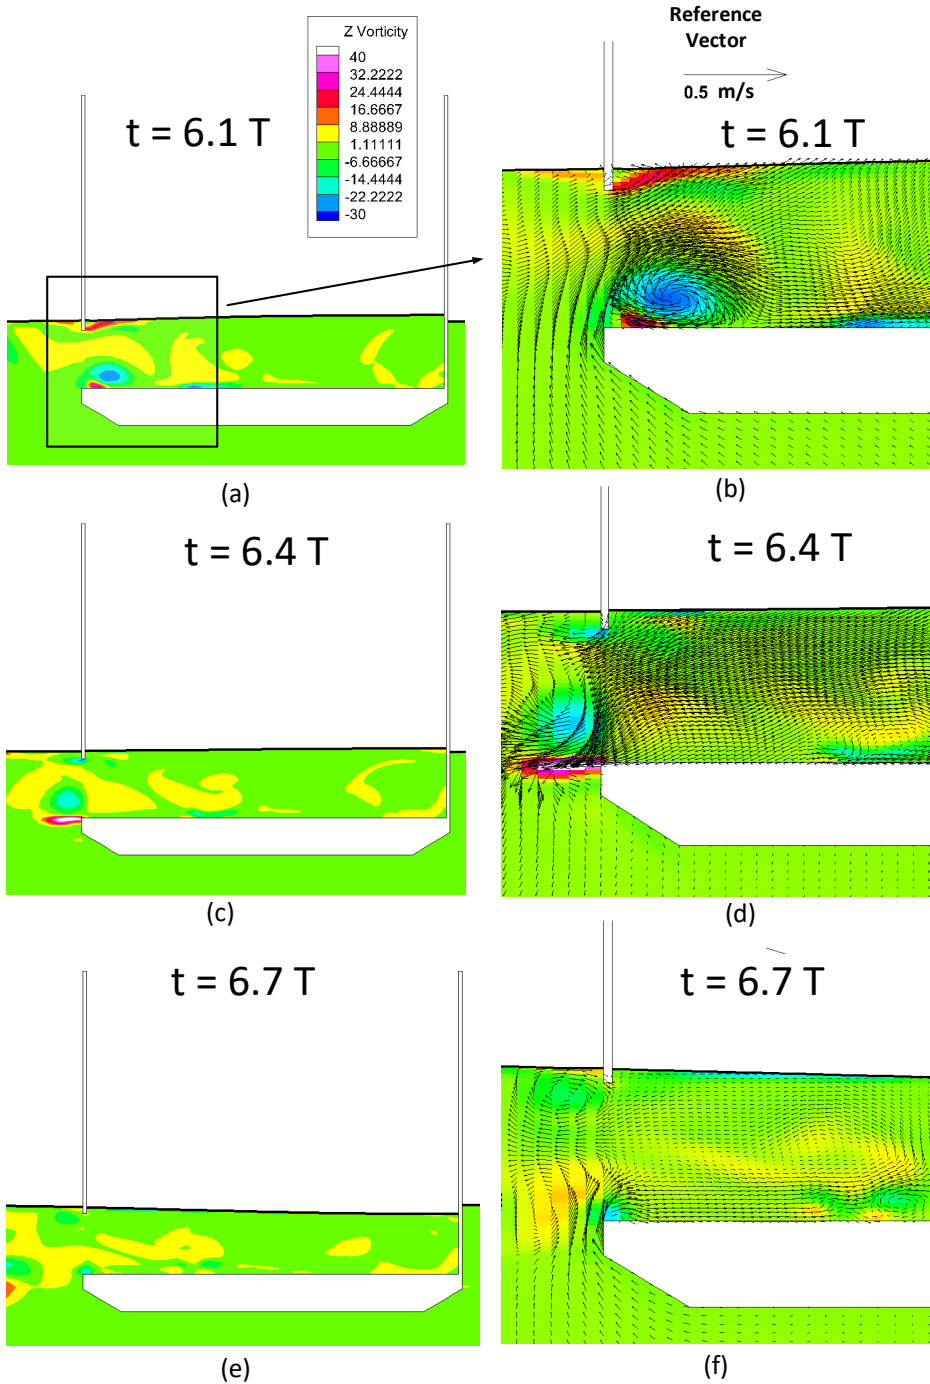 Z Vorticity
40
32.2222
24.4444
16.6667
8.88889
1.11111
-6.66667
-14.4444
-22.2222
-30
t = 6.1 T
(a)
Reference
Vector
0.5 m/s
t = 6.1 T
(b)
t = 6.4 T
(c)
t = 6.4 T
(d)
t = 6.7 T
(e)
t = 6.7 T
(f)